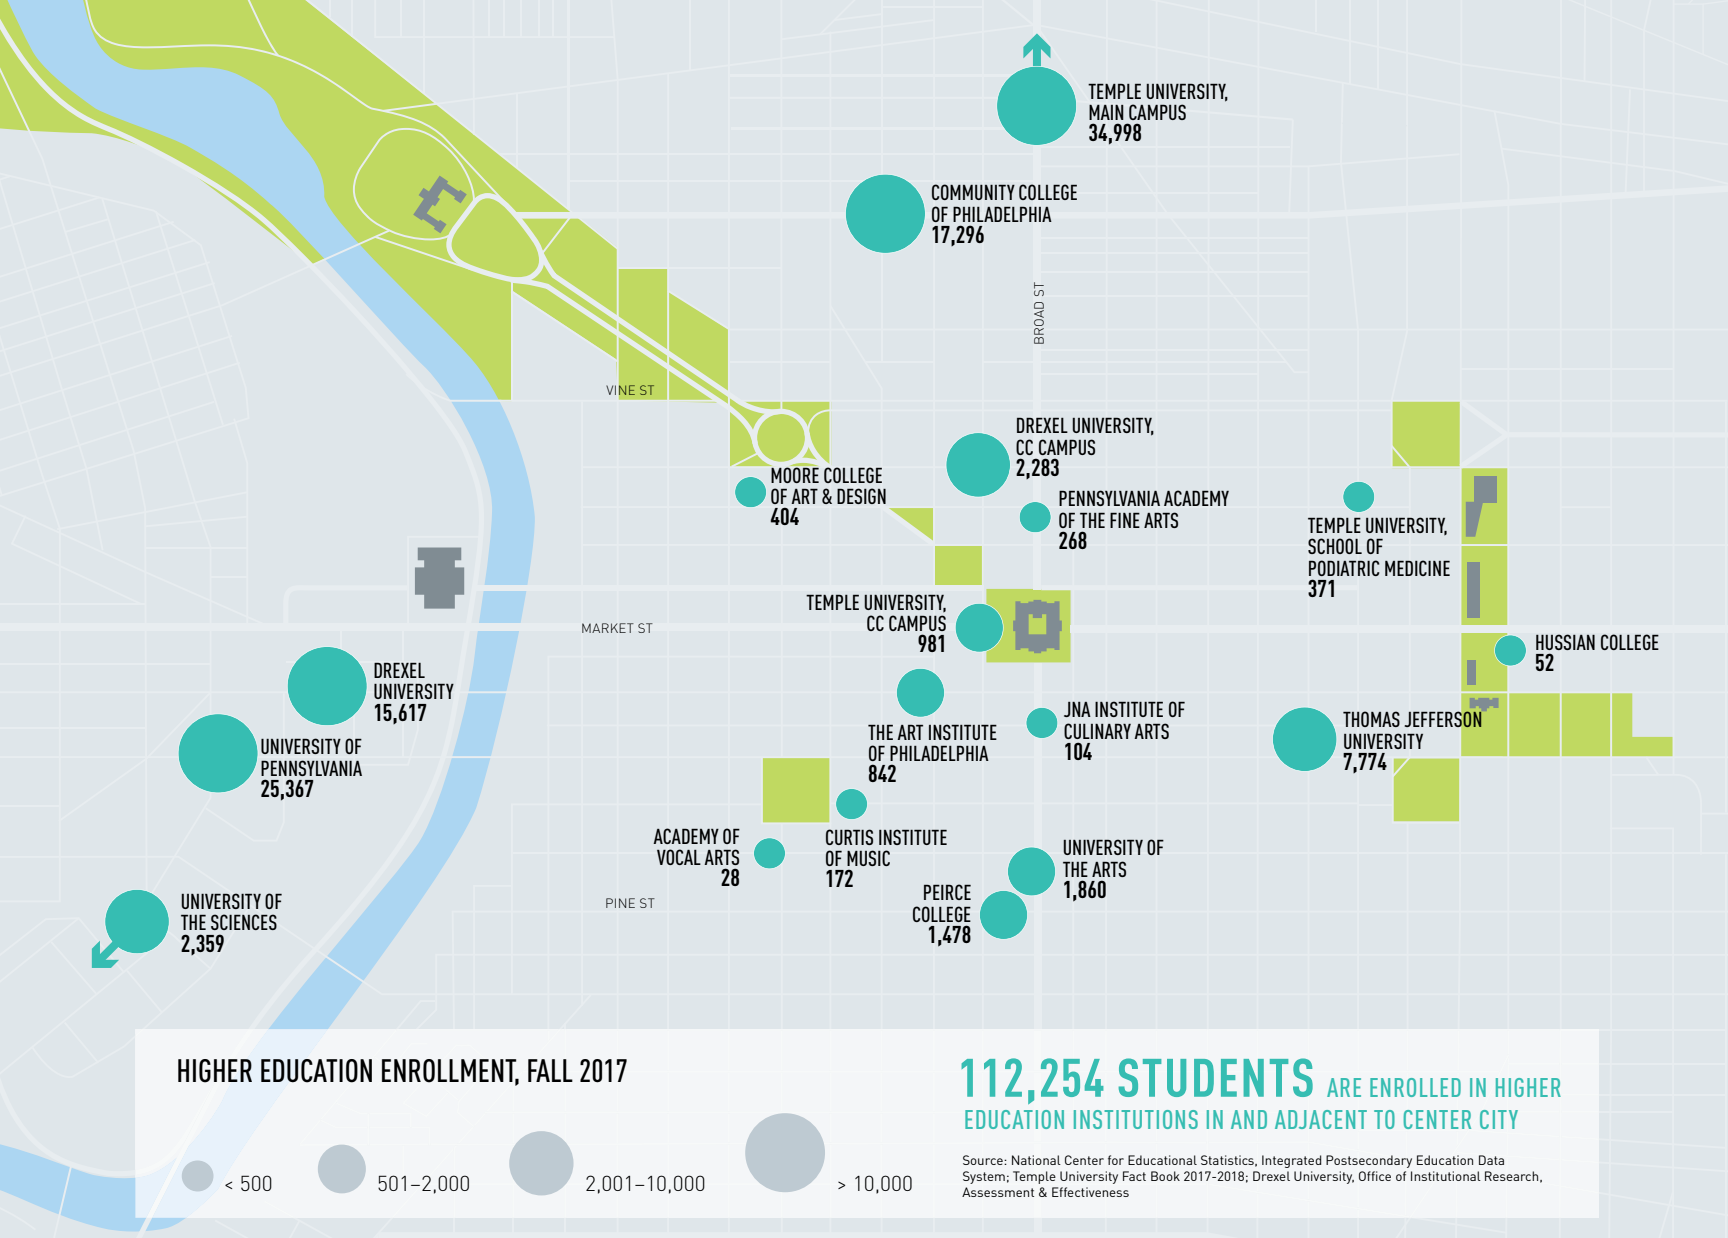 TEMPLE UNIVERSITY,
MAIN CAMPUS
34,998
COMMUNITY COLLEGE
OF PHILADELPHIA
17,296
BROAD ST
VINE ST
DREXEL UNIVERSITY,
CC CAMPUS
2,283
MOORE COLLEGE
OF ART & DESIGN
404
PENNSYLVANIA ACADEMY
OF THE FINE ARTS
268
TEMPLE UNIVERSITY,
SCHOOL OF
PODIATRIC MEDICINE
371
TEMPLE UNIVERSITY,
CC CAMPUS
981
MARKET ST
HUSSIAN COLLEGE
52
DREXEL
UNIVERSITY
15,617
UNIVERSITY OF
PENNSYLVANIA
25,367
THE ART INSTITUTE
OF PHILADELPHIA
842
JNA INSTITUTE OF
CULINARY ARTS
104
THOMAS JEFFERSON
UNIVERSITY
7,774
ACADEMY OF
VOCAL ARTS
28
CURTIS INSTITUTE
OF MUSIC
172
UNIVERSITY OF
THE ARTS
1,860
PEIRCE
COLLEGE
1,478
PINE ST
UNIVERSITY OF
THE SCIENCES
2,359
HIGHER EDUCATION ENROLLMENT, FALL 2017
< 500
501–2,000
2,001–10,000
> 10,000
112,254 STUDENTS ARE ENROLLED IN HIGHER
EDUCATION INSTITUTIONS IN AND ADJACENT TO CENTER CITY
Source: National Center for Educational Statistics, Integrated Postsecondary Education Data
System; Temple University Fact Book 2017-2018; Drexel University, Office of Institutional Research,
Assessment & Effectiveness